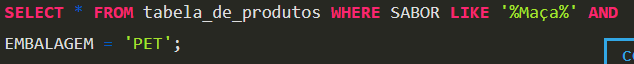 SELECT * FROM tabela_de_produtos WHERE SABOR LIKE '%Maça%' AND
EMBALAGEM = 'PET';